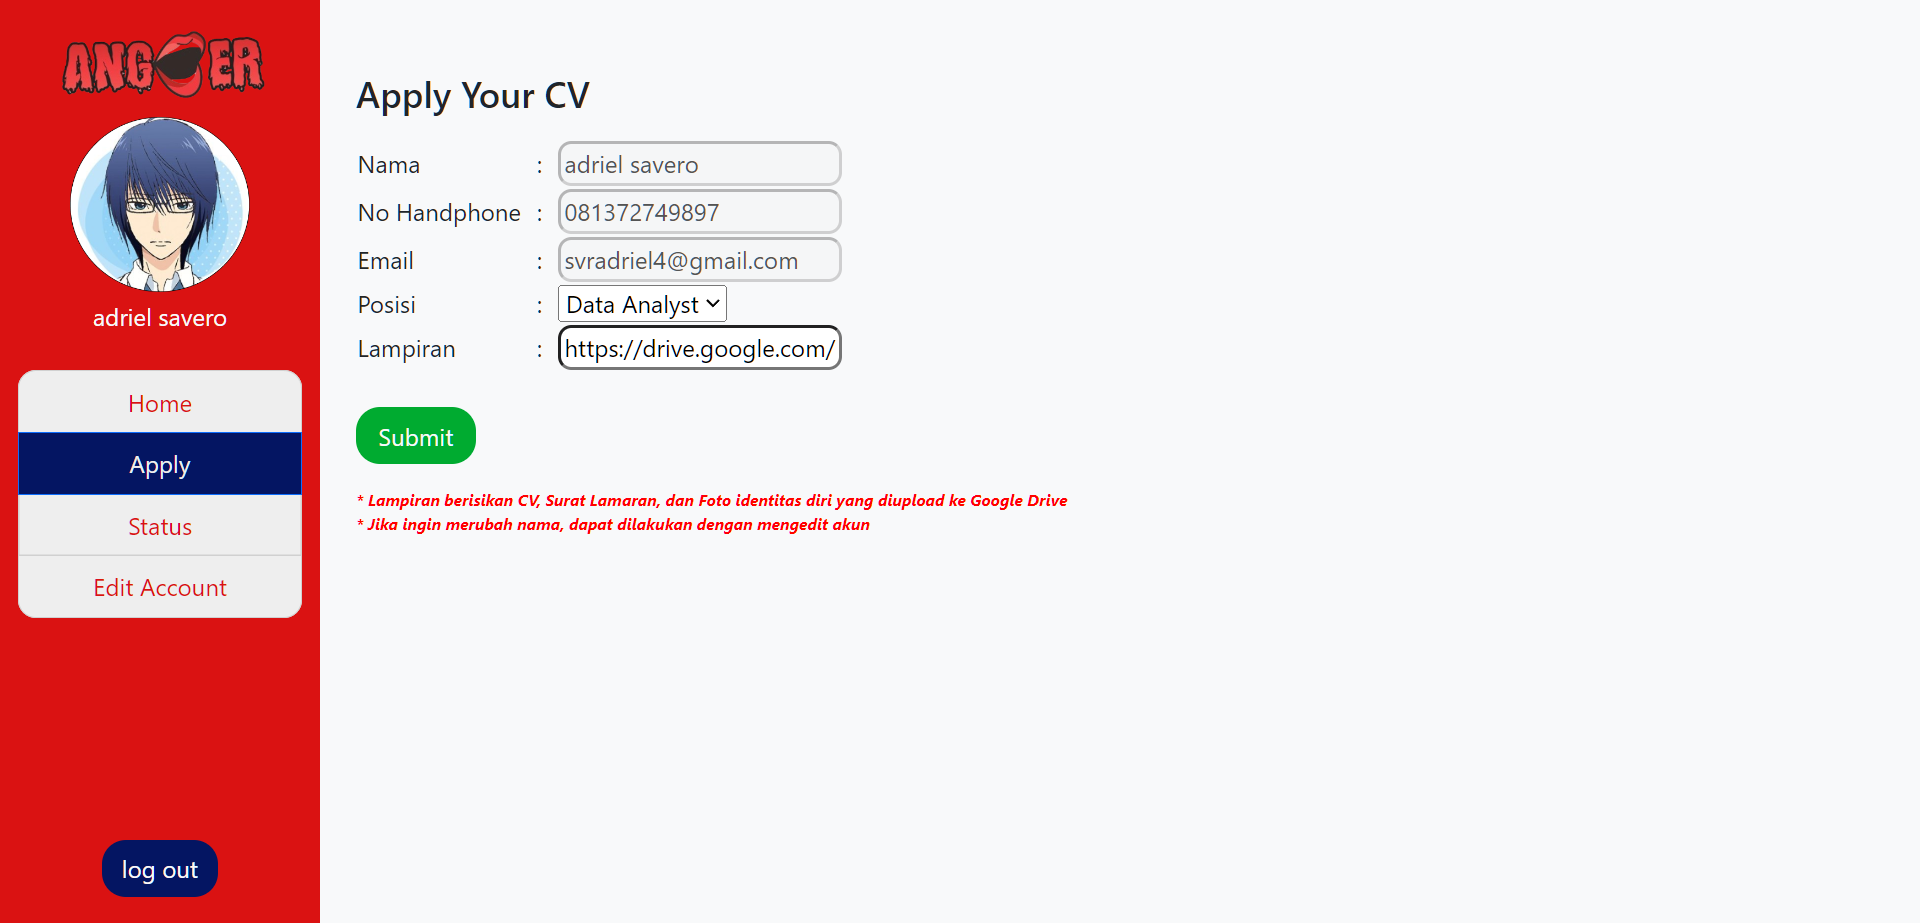 ANGER
adriel savero
Home
Apply
Status
Edit Account
log out
Apply Your CV
Nama : adriel savero
No Handphone : 081372749897
Email : svradriel4@gmail.com
Posisi : Data Analyst
Lampiran : https://drive.google.com/
Submit
* Lampiran berisikan CV, Surat Lamaran, dan Foto identitas diri yang diupload ke Google Drive
* Jika ingin merubah nama, dapat dilakukan dengan mengedit akun